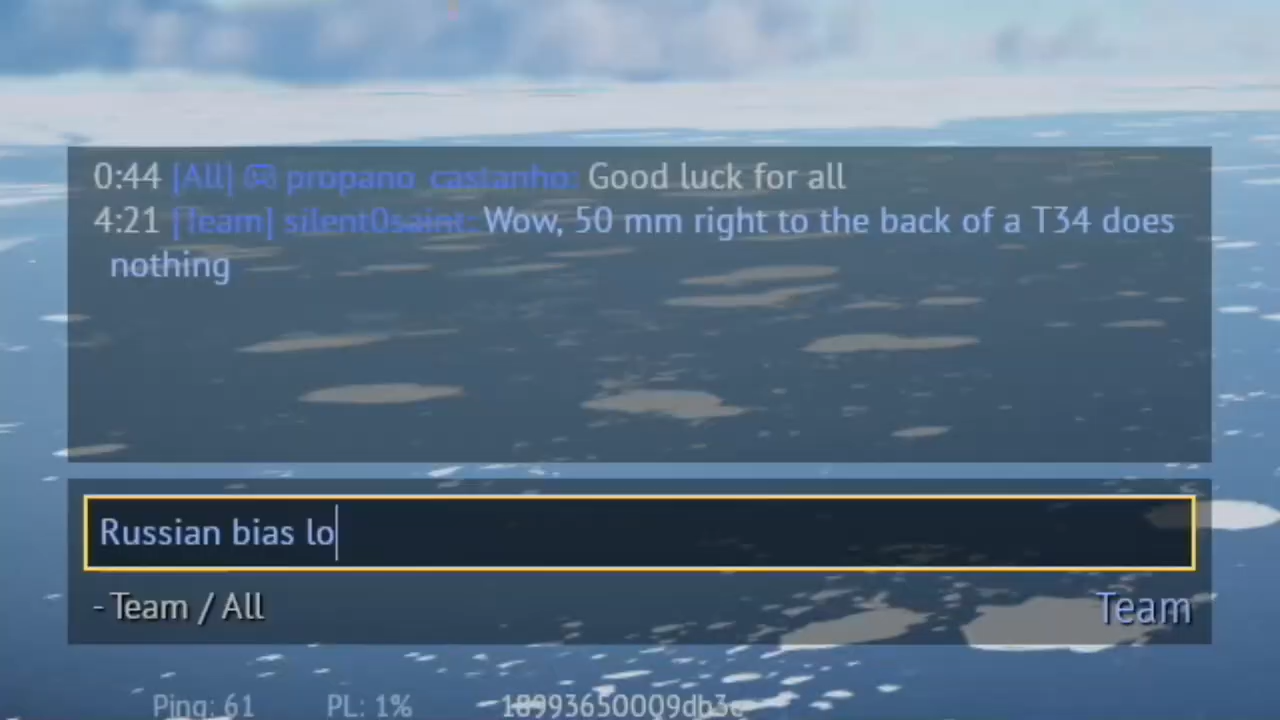 0:44 [All] propano_castanho: Good luck for all
4:21 [Team] silent0saint: Wow, 50 mm right to the back of a T34 does
nothing
Russian bias lo
- Team / All
Team
Ping: 61 PL: 1% 18993650009db3c